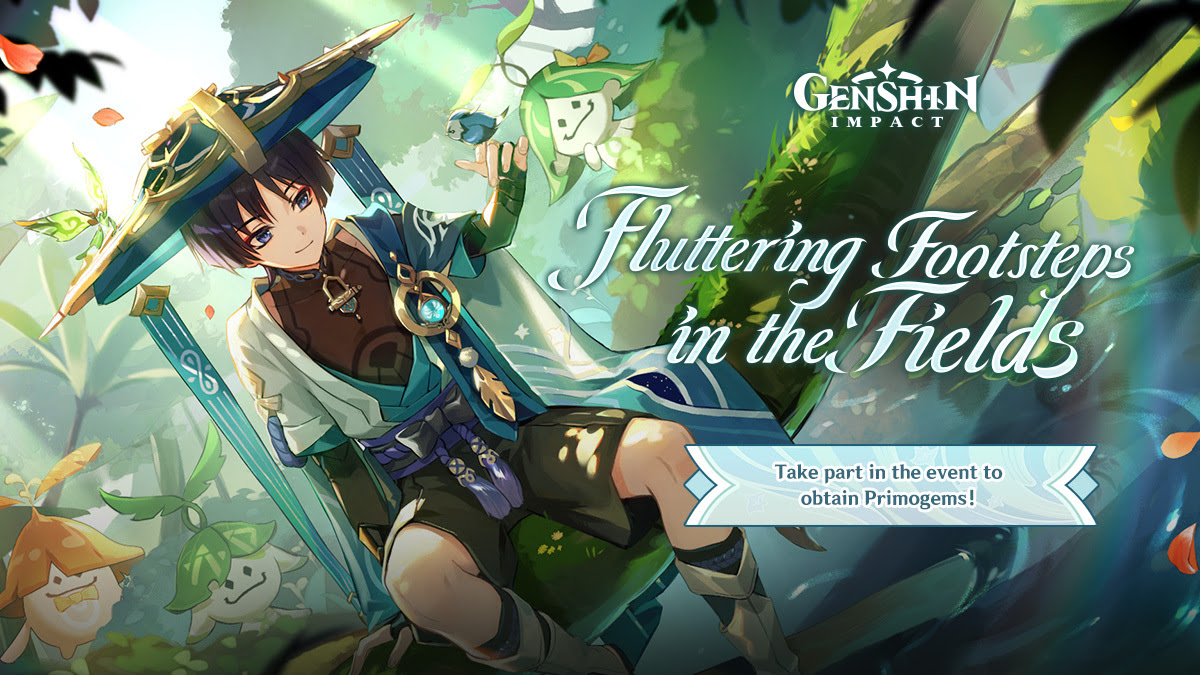 GENSHIN
IMPACT
Fluttering Footsteps
in the Fields
Take part in the event to
obtain Primogems!